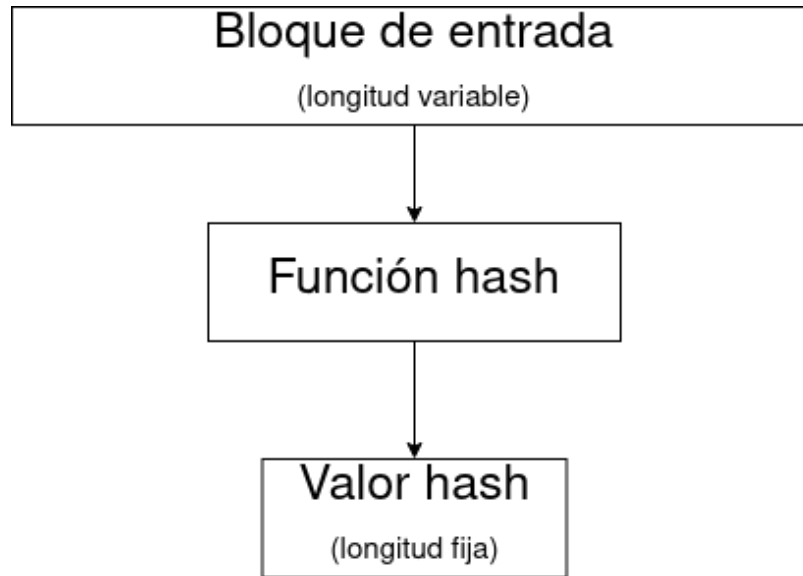 Bloque de entrada
(longitud variable)
Función hash
Valor hash
(longitud fija)